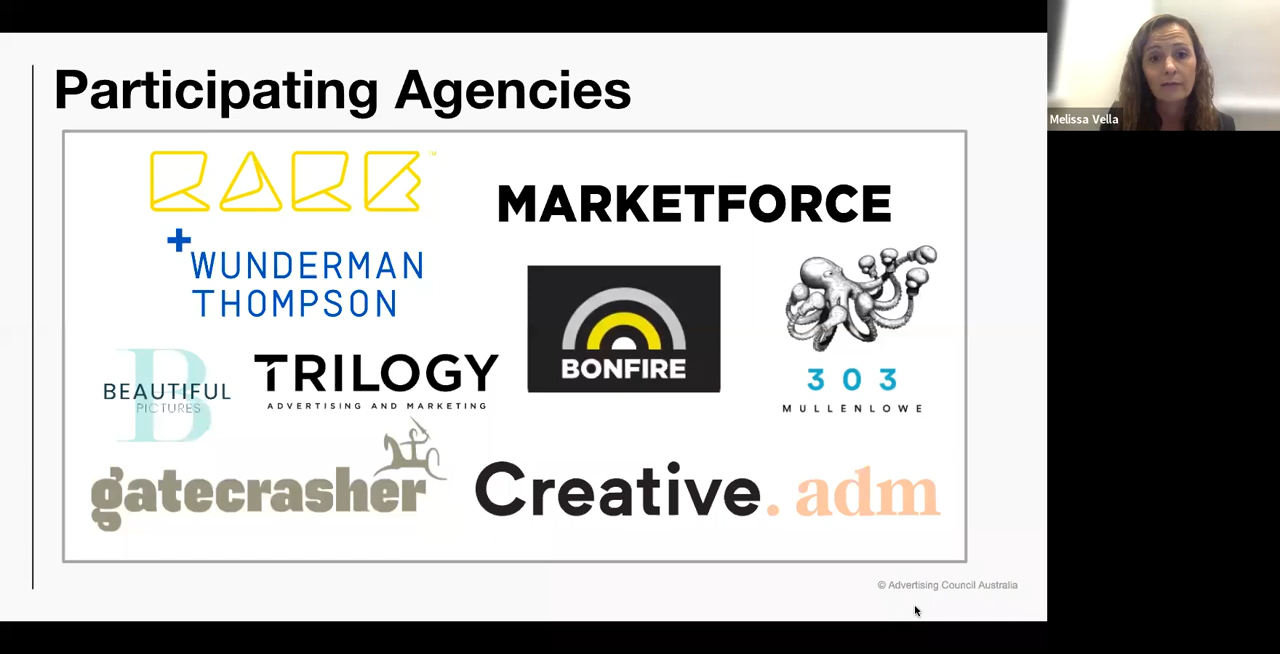 Participating Agencies
RARE
™
MARKETFORCE
+
WUNDERMAN
THOMPSON
BONFIRE
303
MULLENLOWE
BEAUTIFUL
PICTURES
B
TRILOGY
ADVERTISING AND MARKETING
gatecrasher
Creative. adm
© Advertising Council Australia
Melissa Vella